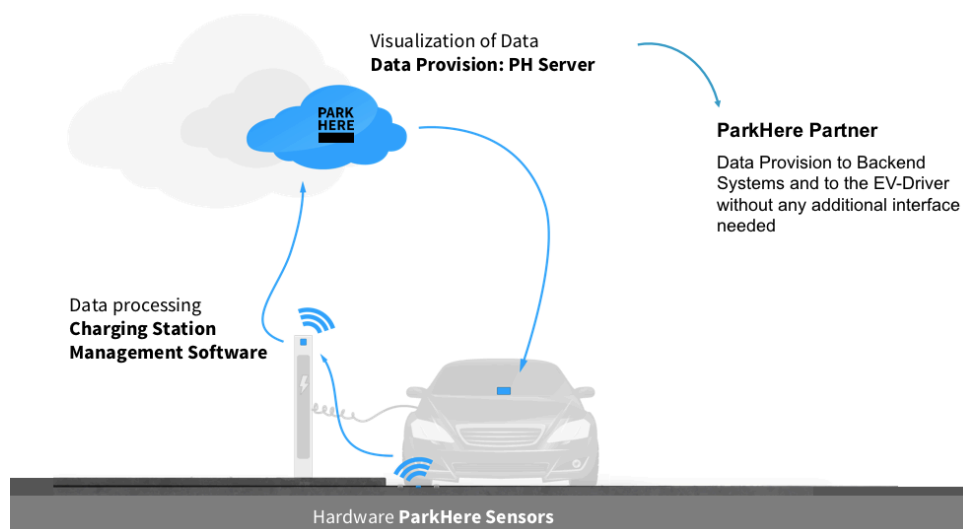 Visualization of Data
Data Provision: PH Server
PARK
HERE
ParkHere Partner
Data Provision to Backend
Systems and to the EV-Driver
without any additional interface
needed
Data processing
Charging Station
Management Software
Hardware ParkHere Sensors